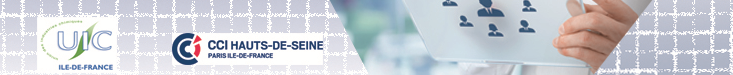 UIC
ILE-DE-FRANCE
CCI HAUTS-DE-SEINE
PARIS ILE-DE-FRANCE